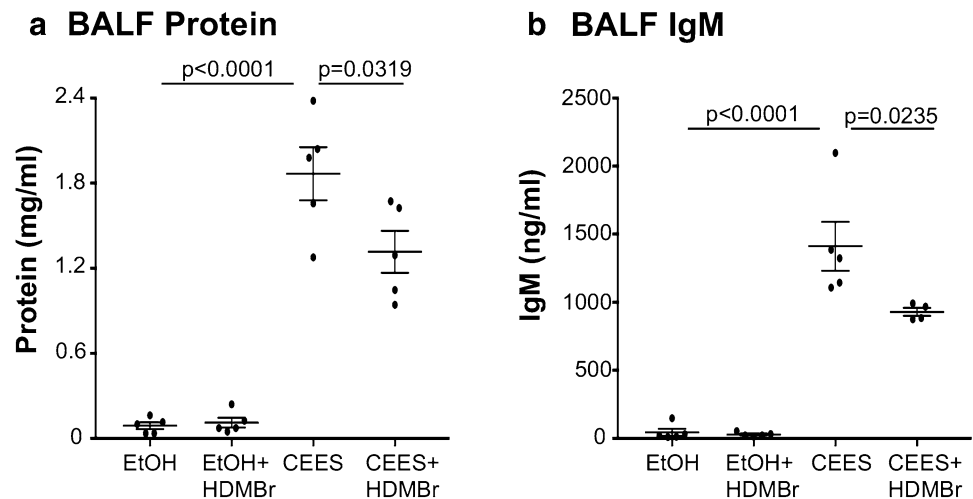 a BALF Protein
p<0.0001 p=0.0319
Protein (mg/ml)
2.4
1.8
1.2
0.6
0
EtOH EtOH+ CEES CEES+
HDMBr HDMBr
b BALF IgM
p<0.0001 p=0.0235
IgM (ng/ml)
2500
2000
1500
1000
500
0
EtOH EtOH+ CEES CEES+
HDMBr HDMBr